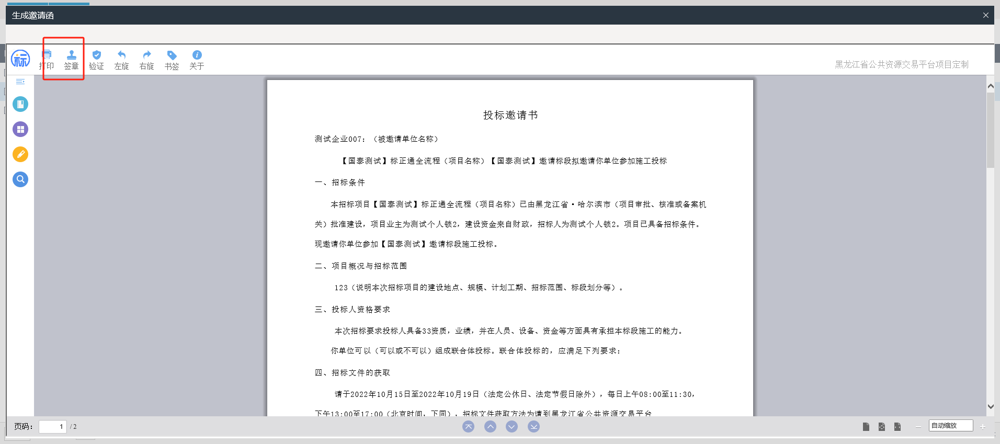 生成邀请函
标
打印 签章 验证 左旋 右旋 书签 关于
黑龙江省公共资源交易平台项目定制
投标邀请书
测试企业007：（被邀请单位名称）
【国泰测试】标正通全流程（项目名称）【国泰测试】邀请标段拟邀请你单位参加施工投标
一、招标条件
本招标项目【国泰测试】标正通全流程（项目名称）已由黑龙江省·哈尔滨市（项目审批、核准或备案机
关）批准建设，项目业主为测试个人锁2，建设资金来自财政，招标人为测试个人锁2。项目已具备招标条件。
现邀请你单位参加【国泰测试】邀请标段施工投标。
二、项目概况与招标范围
123（说明本次招标项目的建设地点、规模、计划工期、招标范围、标段划分等）。
三、投标人资格要求
本次招标要求投标人具备33资质，业绩，并在人员、设备、资金等方面具有承担本标段施工的能力。
你单位可以（可以或不可以）组成联合体投标。联合体投标的，应满足下列要求：
四、招标文件的获取
请于2022年10月15日至2022年10月19日（法定公休日、法定节假日除外），每日上午08:00至11:30，
下午13:00至17:00（北京时间，下同），招标文件获取方法为请到黑龙江省公共资源交易平台
页码： 1 / 2
自动缩放